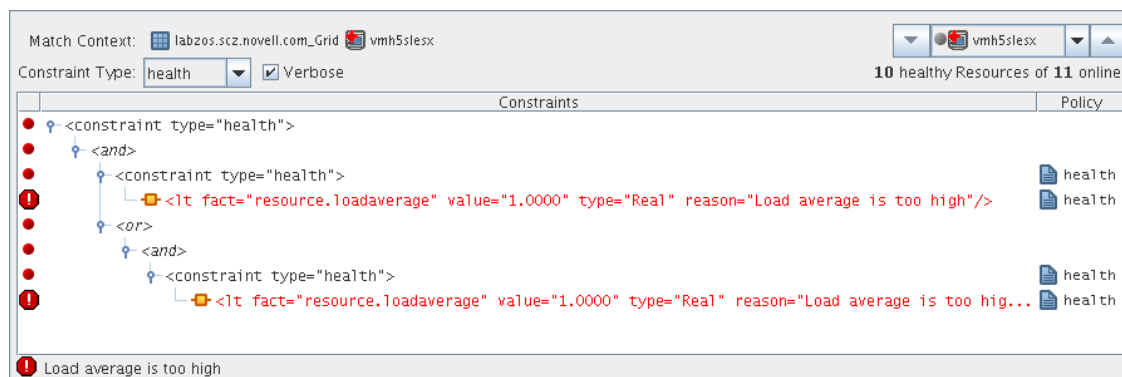 Match Context: labzos.scz.novell.com_Grid vmh5slesx vmh5slesx
Constraint Type: health Verbose 10 healthy Resources of 11 online
Constraints Policy
<constraint type="health">
<and>
<constraint type="health"> health
<lt fact="resource.loadaverage" value="1.0000" type="Real" reason="Load average is too high"/> health
<or>
<and>
<constraint type="health"> health
<lt fact="resource.loadaverage" value="1.0000" type="Real" reason="Load average is too hig... health
Load average is too high